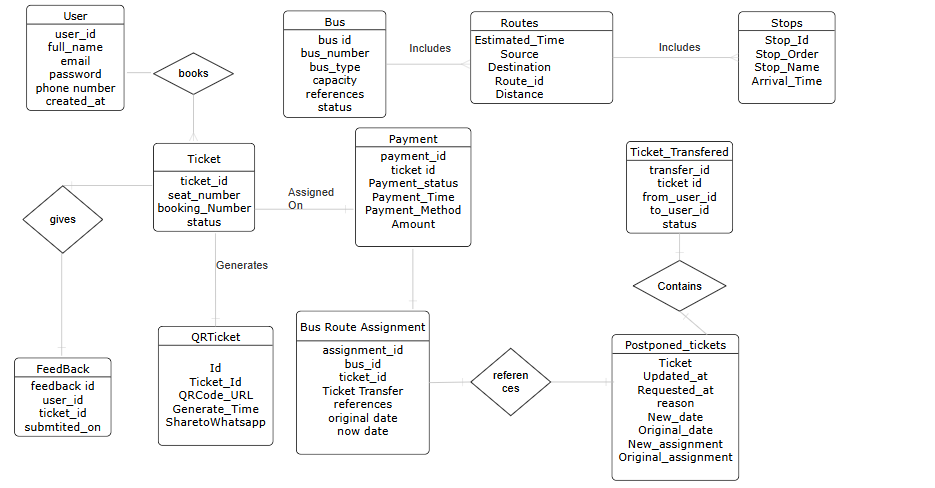 User
user_id
full_name
email
password
phone number
created_at
books
Bus
bus id
bus_number
bus_type
capacity
references
status
Includes
Routes
Estimated_Time
Source
Destination
Route_id
Distance
Includes
Stops
Stop_Id
Stop_Order
Stop_Name
Arrival_Time
Ticket
ticket_id
seat_number
booking_Number
status
Assigned
On
Payment
payment_id
ticket id
Payment_status
Payment_Time
Payment_Method
Amount
Ticket_Transfered
transfer_id
ticket id
from_user_id
to_user_id
status
gives
Generates
Contains
FeedBack
feedback id
user_id
ticket_id
submtited_on
QRTicket
Id
Ticket_Id
QRCode_URL
Generate_Time
SharetoWhatsapp
Bus Route Assignment
assignment_id
bus_id
ticket_id
Ticket Transfer
references
original date
now date
referen
ces
Postponed_tickets
Ticket
Updated_at
Requested_at
reason
New_date
Original_date
New_assignment
Original_assignment